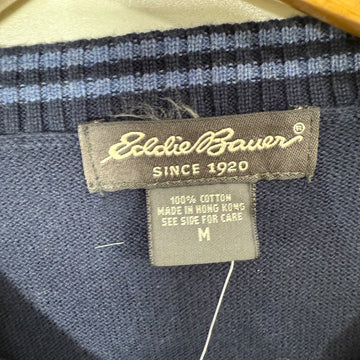 Eddie Bauer®
SINCE 1920
100% COTTON
MADE IN HONG KONG
SEE SIDE FOR CARE
M